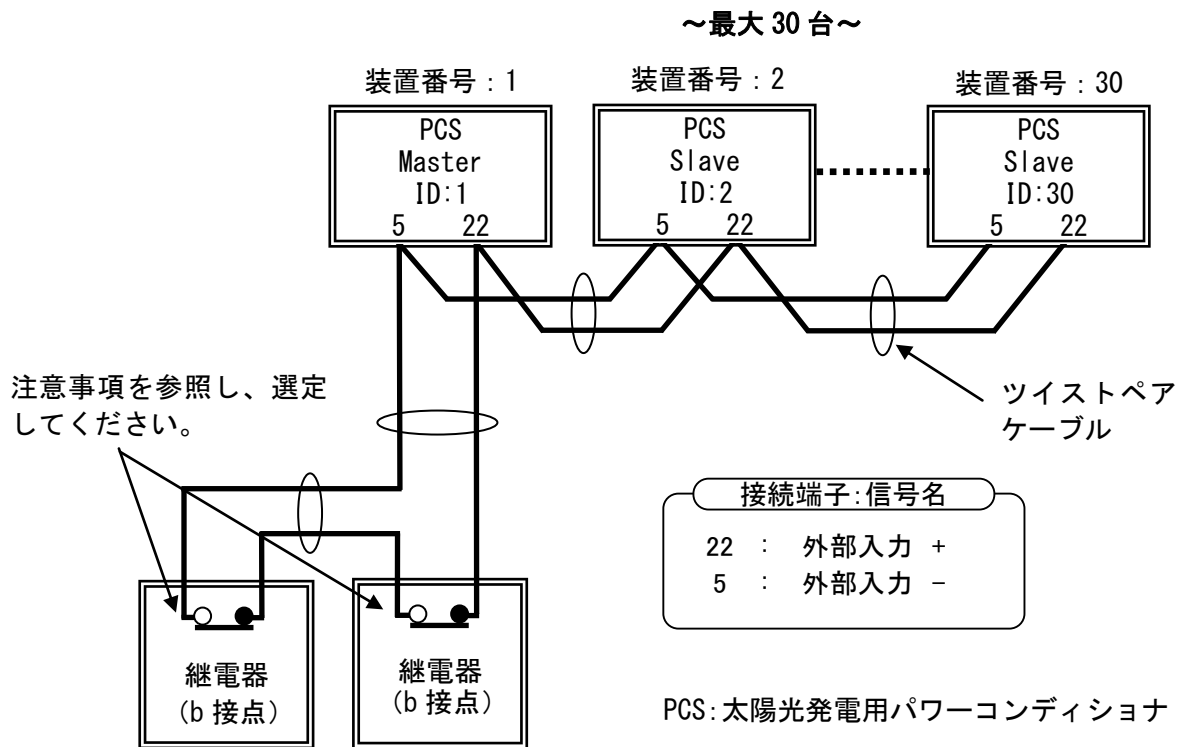 ～最大 30 台～
装置番号：1
PCS
Master
ID:1
5 22
装置番号：2
PCS
Slave
ID:2
5 22
装置番号：30
PCS
Slave
ID:30
5 22
注意事項を参照し、選定
してください。
ツイストペア
ケーブル
接続端子:信号名
22 ： 外部入力 +
5 ： 外部入力 -
継電器
(b 接点)
継電器
(b 接点)
PCS:太陽光発電用パワーコンディショナ